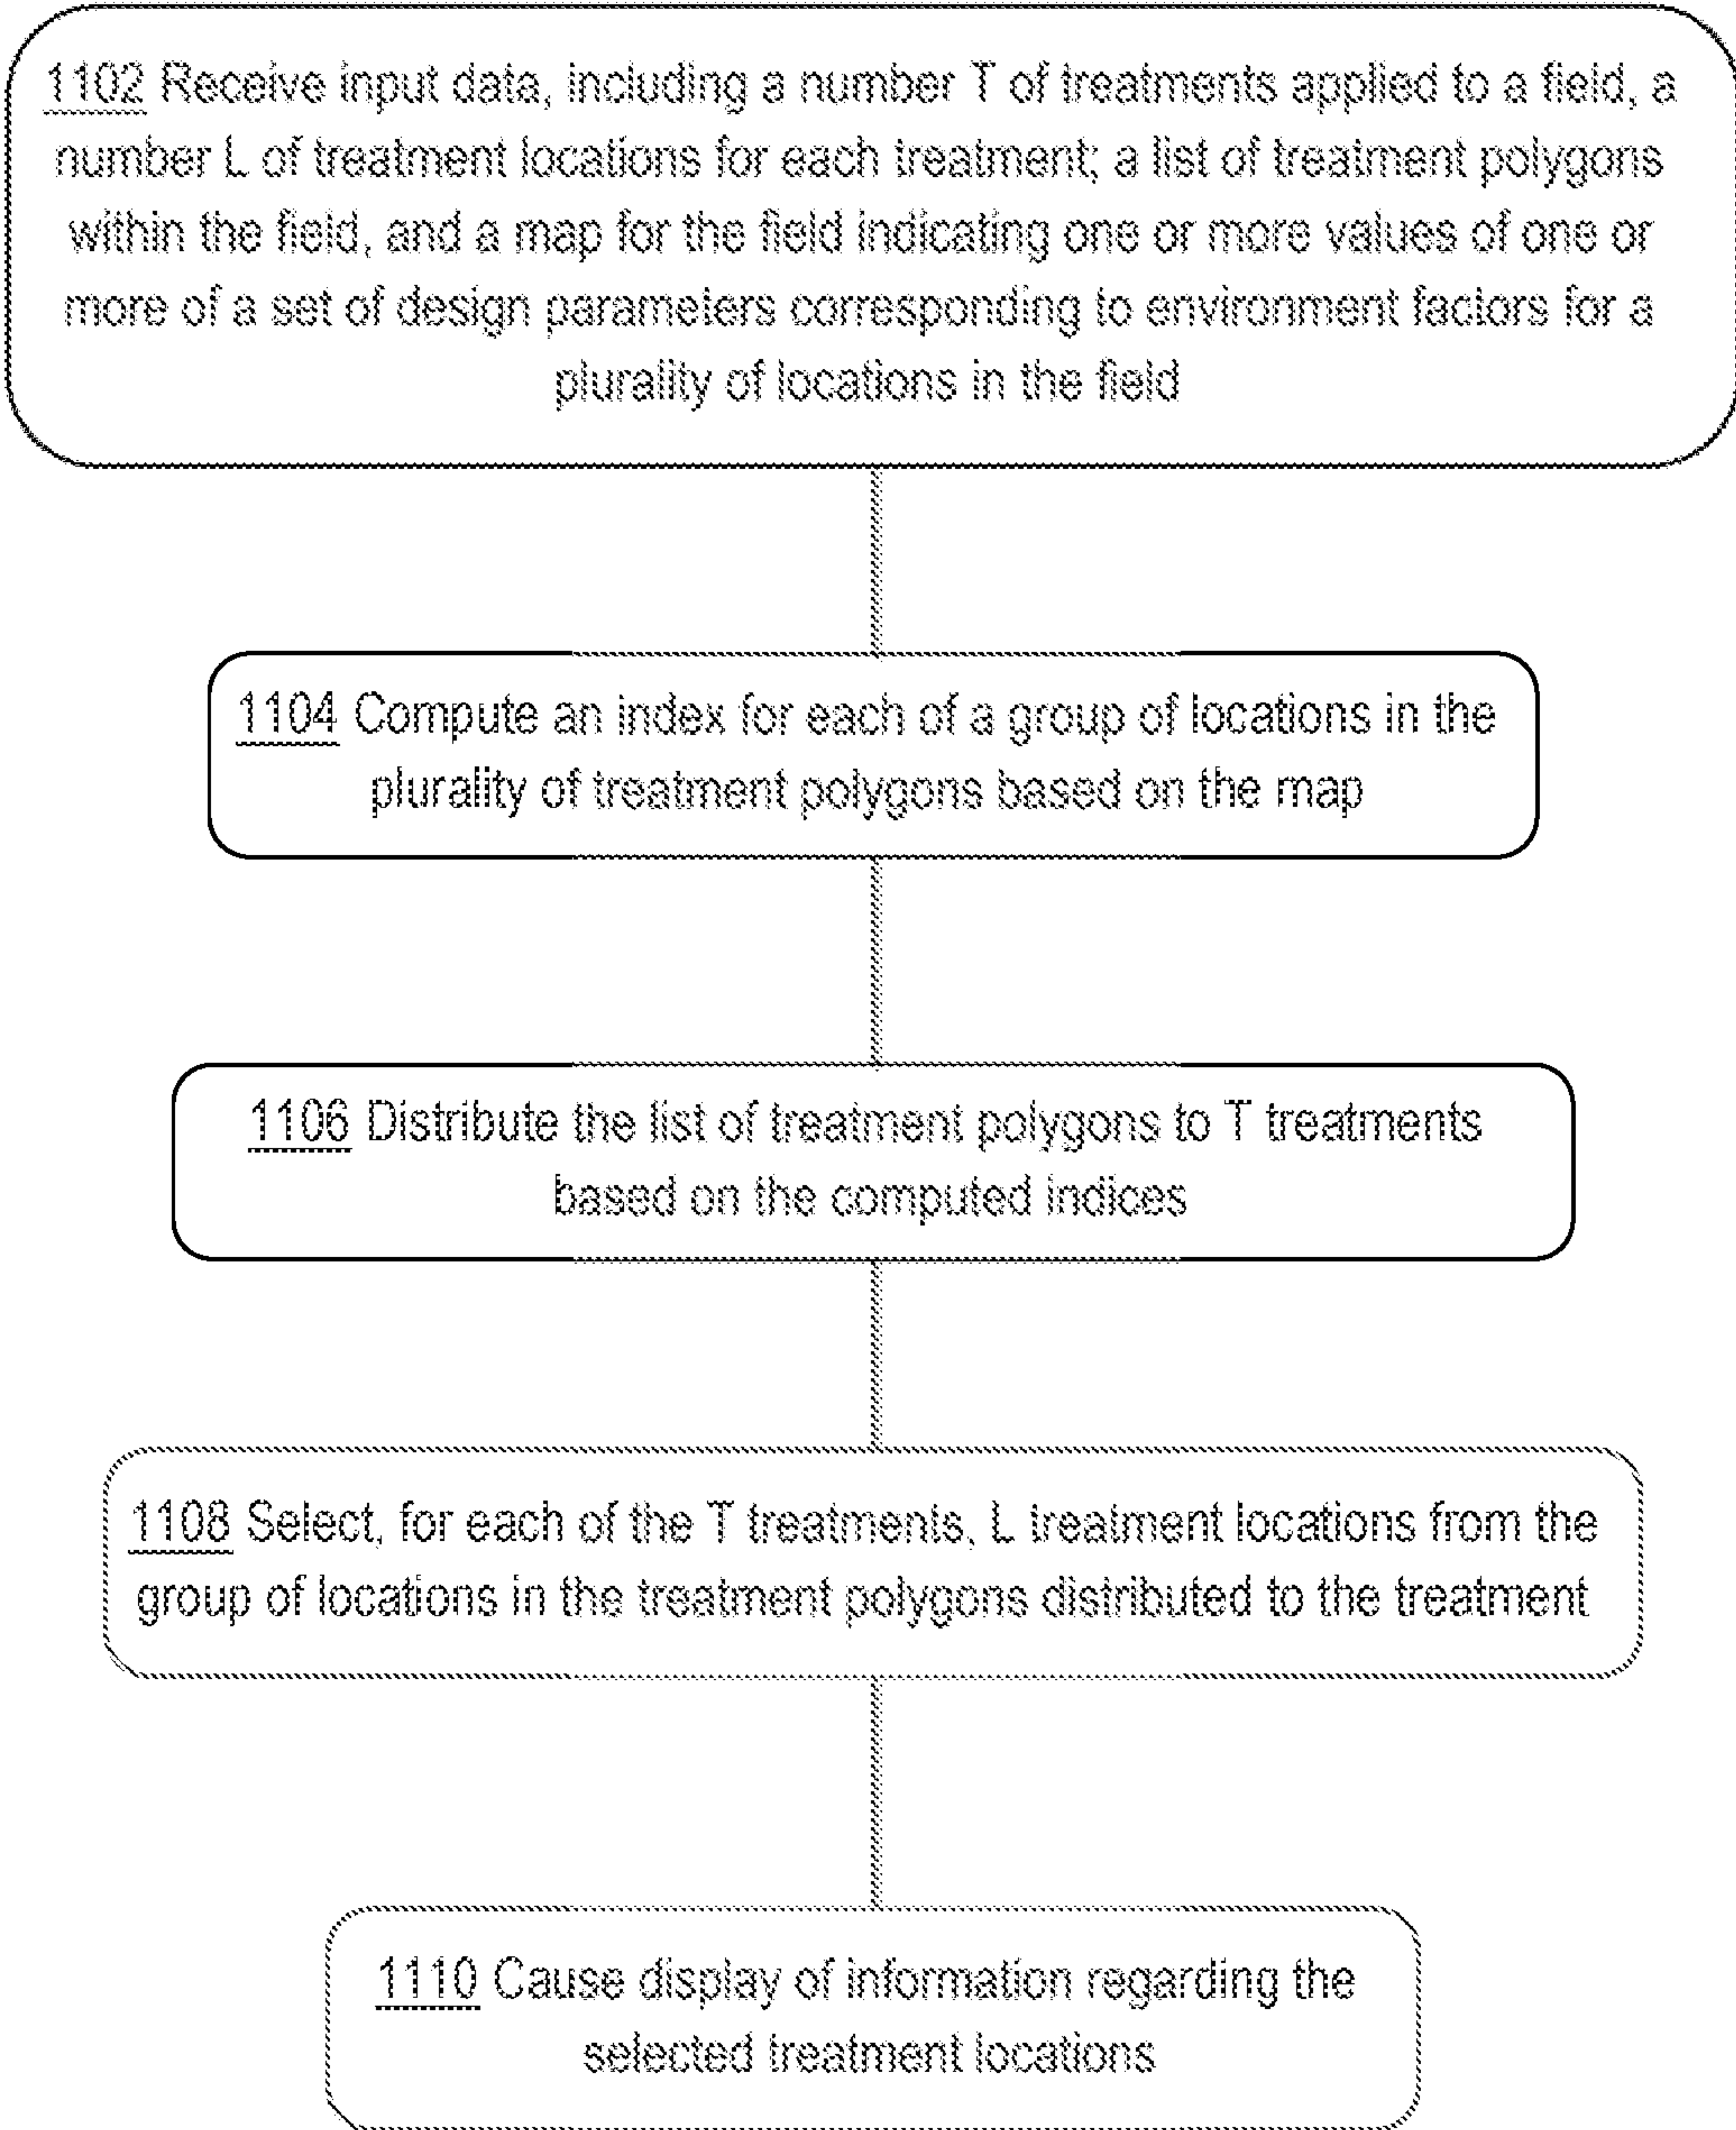 1102 Receive input data, including a number T of treatments applied to a field, a
number L of treatment locations for each treatment; a list of treatment polygons
within the field, and a map for the field indicating one or more values of one or
more of a set of design parameters corresponding to environment factors for a
plurality of locations in the field
1104 Compute an index for each of a group of locations in the
plurality of treatment polygons based on the map
1106 Distribute the list of treatment polygons to T treatments
based on the computed indices
1108 Select, for each of the T treatments, L treatment locations from the
group of locations in the treatment polygons distributed to the treatment
1110 Cause display of information regarding the
selected treatment locations